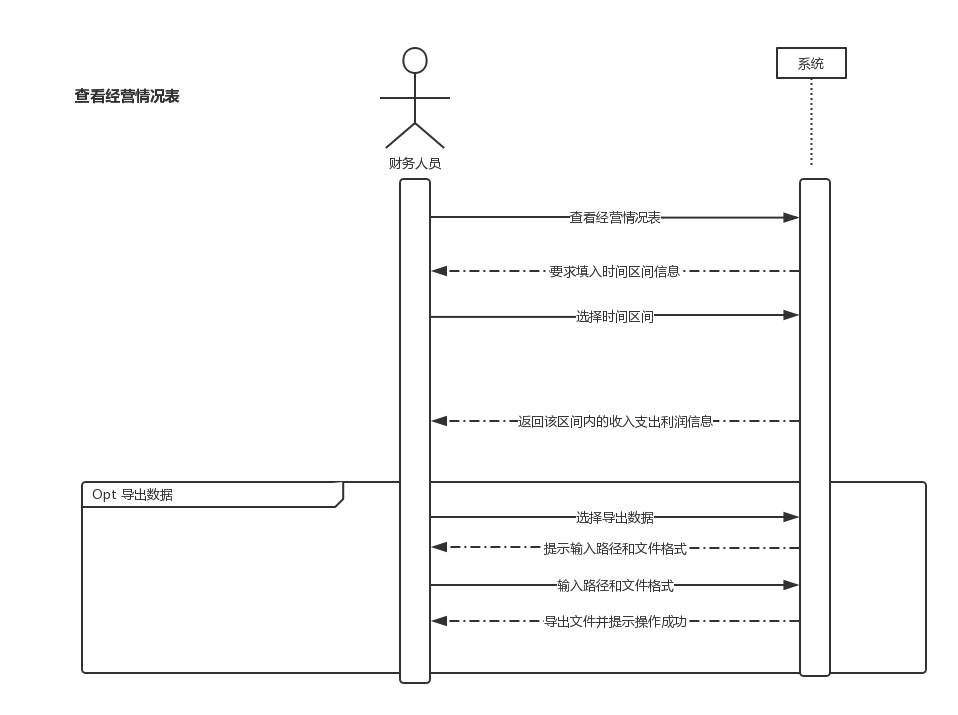 查看经营情况表
财务人员
系统
查看经营情况表
要求填入时间区间信息
选择时间区间
返回该区间内的收入支出利润信息
Opt 导出数据
选择导出数据
提示输入路径和文件格式
输入路径和文件格式
导出文件并提示操作成功